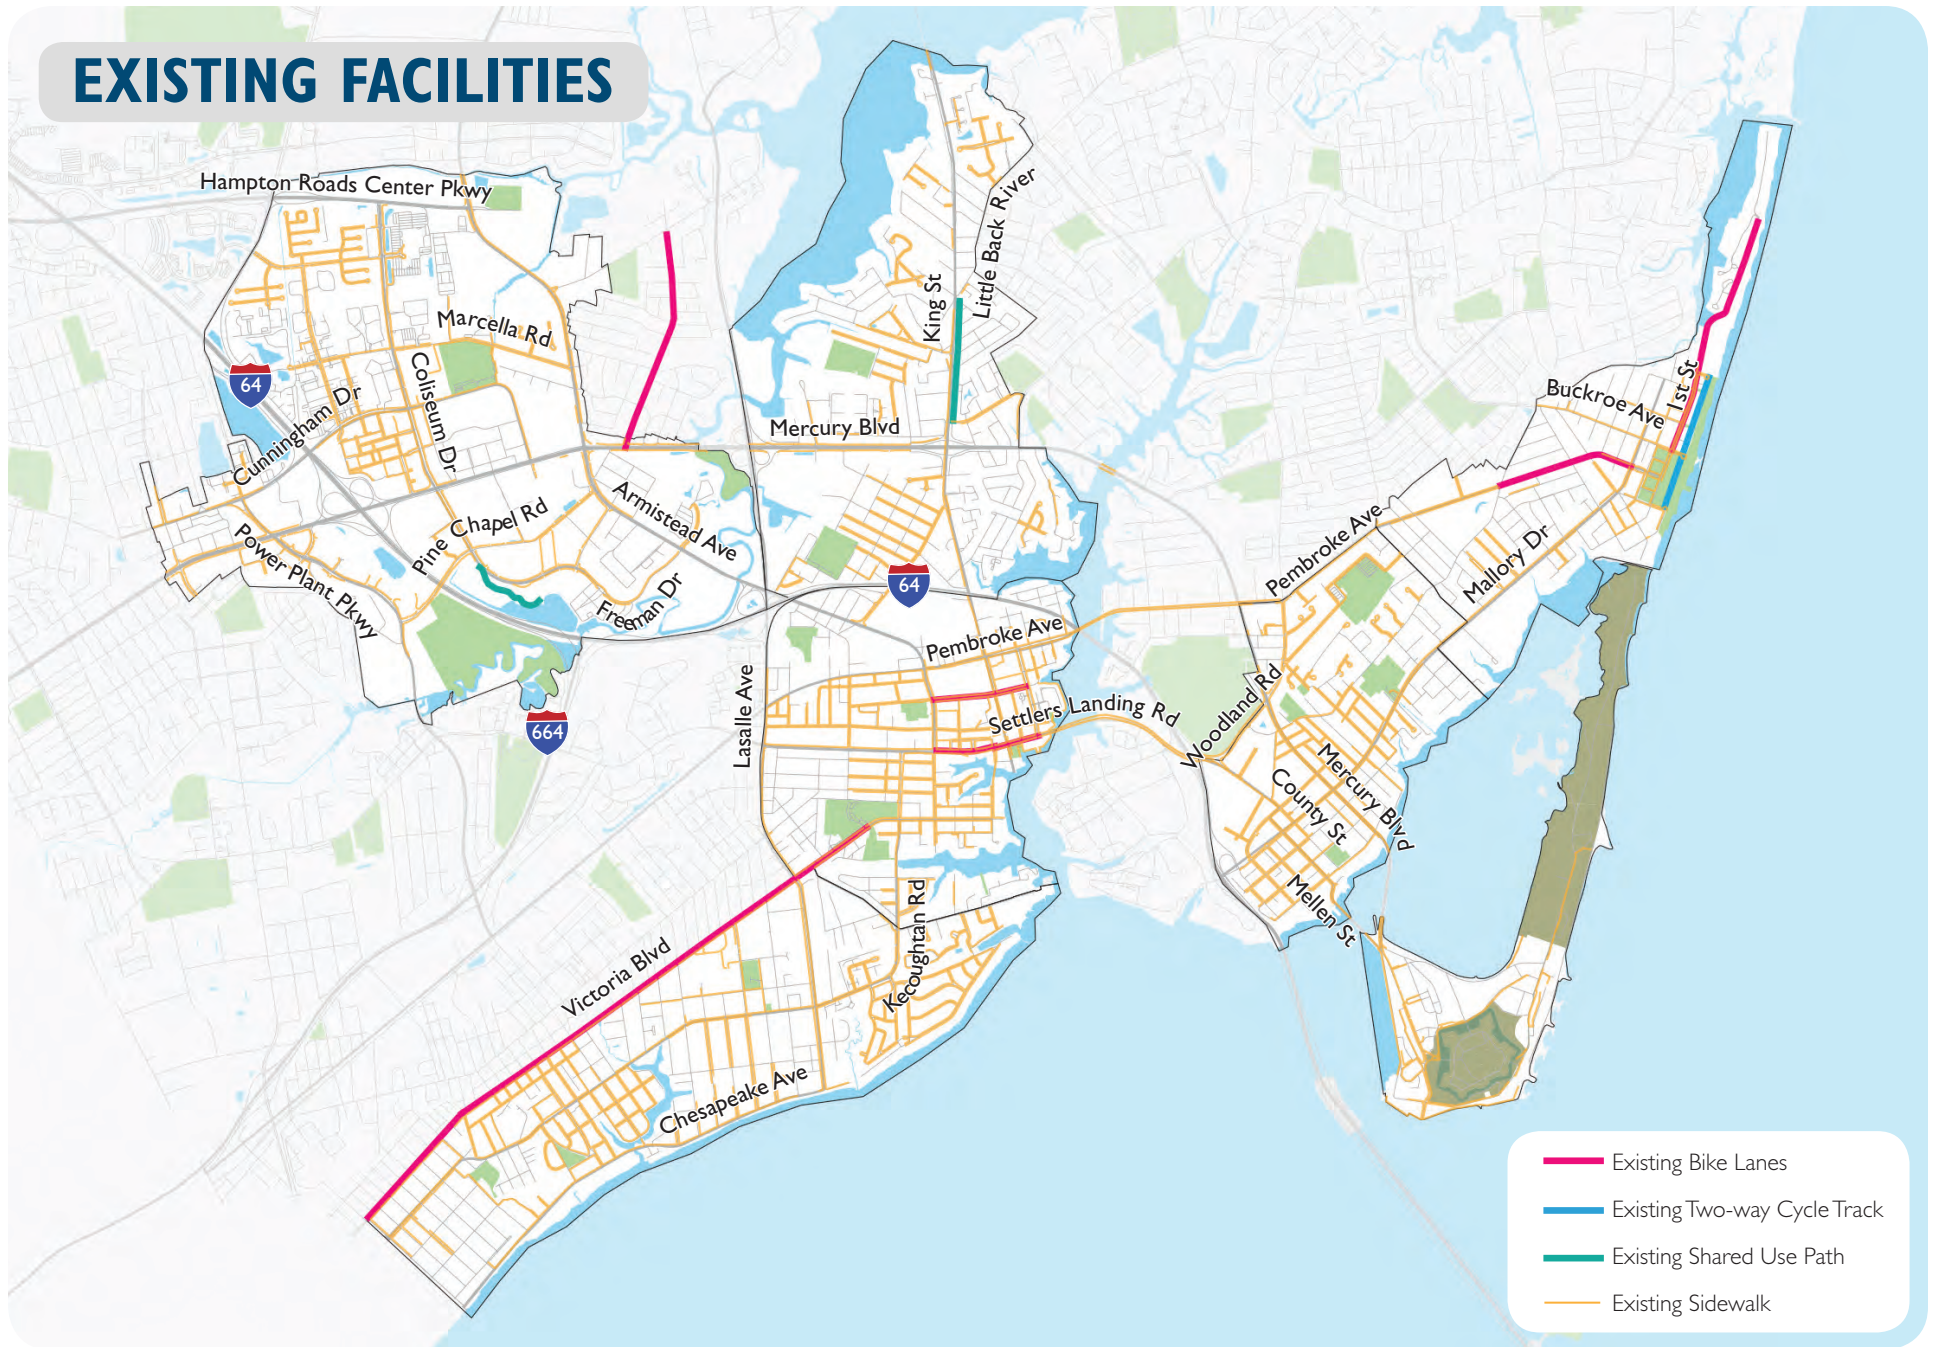 EXISTING FACILITIES
Hampton Roads Center Pkwy
Little Back River
King St
Marcella Rd
64
Coliseum Dr
Cunningham Dr
1st St
Buckroe Ave
Mercury Blvd
Armistead Ave
Pine Chapel Rd
Pembroke Ave
Mallory Dr
Power Plant Pkwy
64
Freeman Dr
Pembroke Ave
Lasalle Ave
Settlers Landing Rd
Woodland Rd
664
Mercury Blvd
County St
Mellen St
Kecoughtan Rd
Victoria Blvd
Chesapeake Ave
Existing Bike Lanes
Existing Two-way Cycle Track
Existing Shared Use Path
Existing Sidewalk